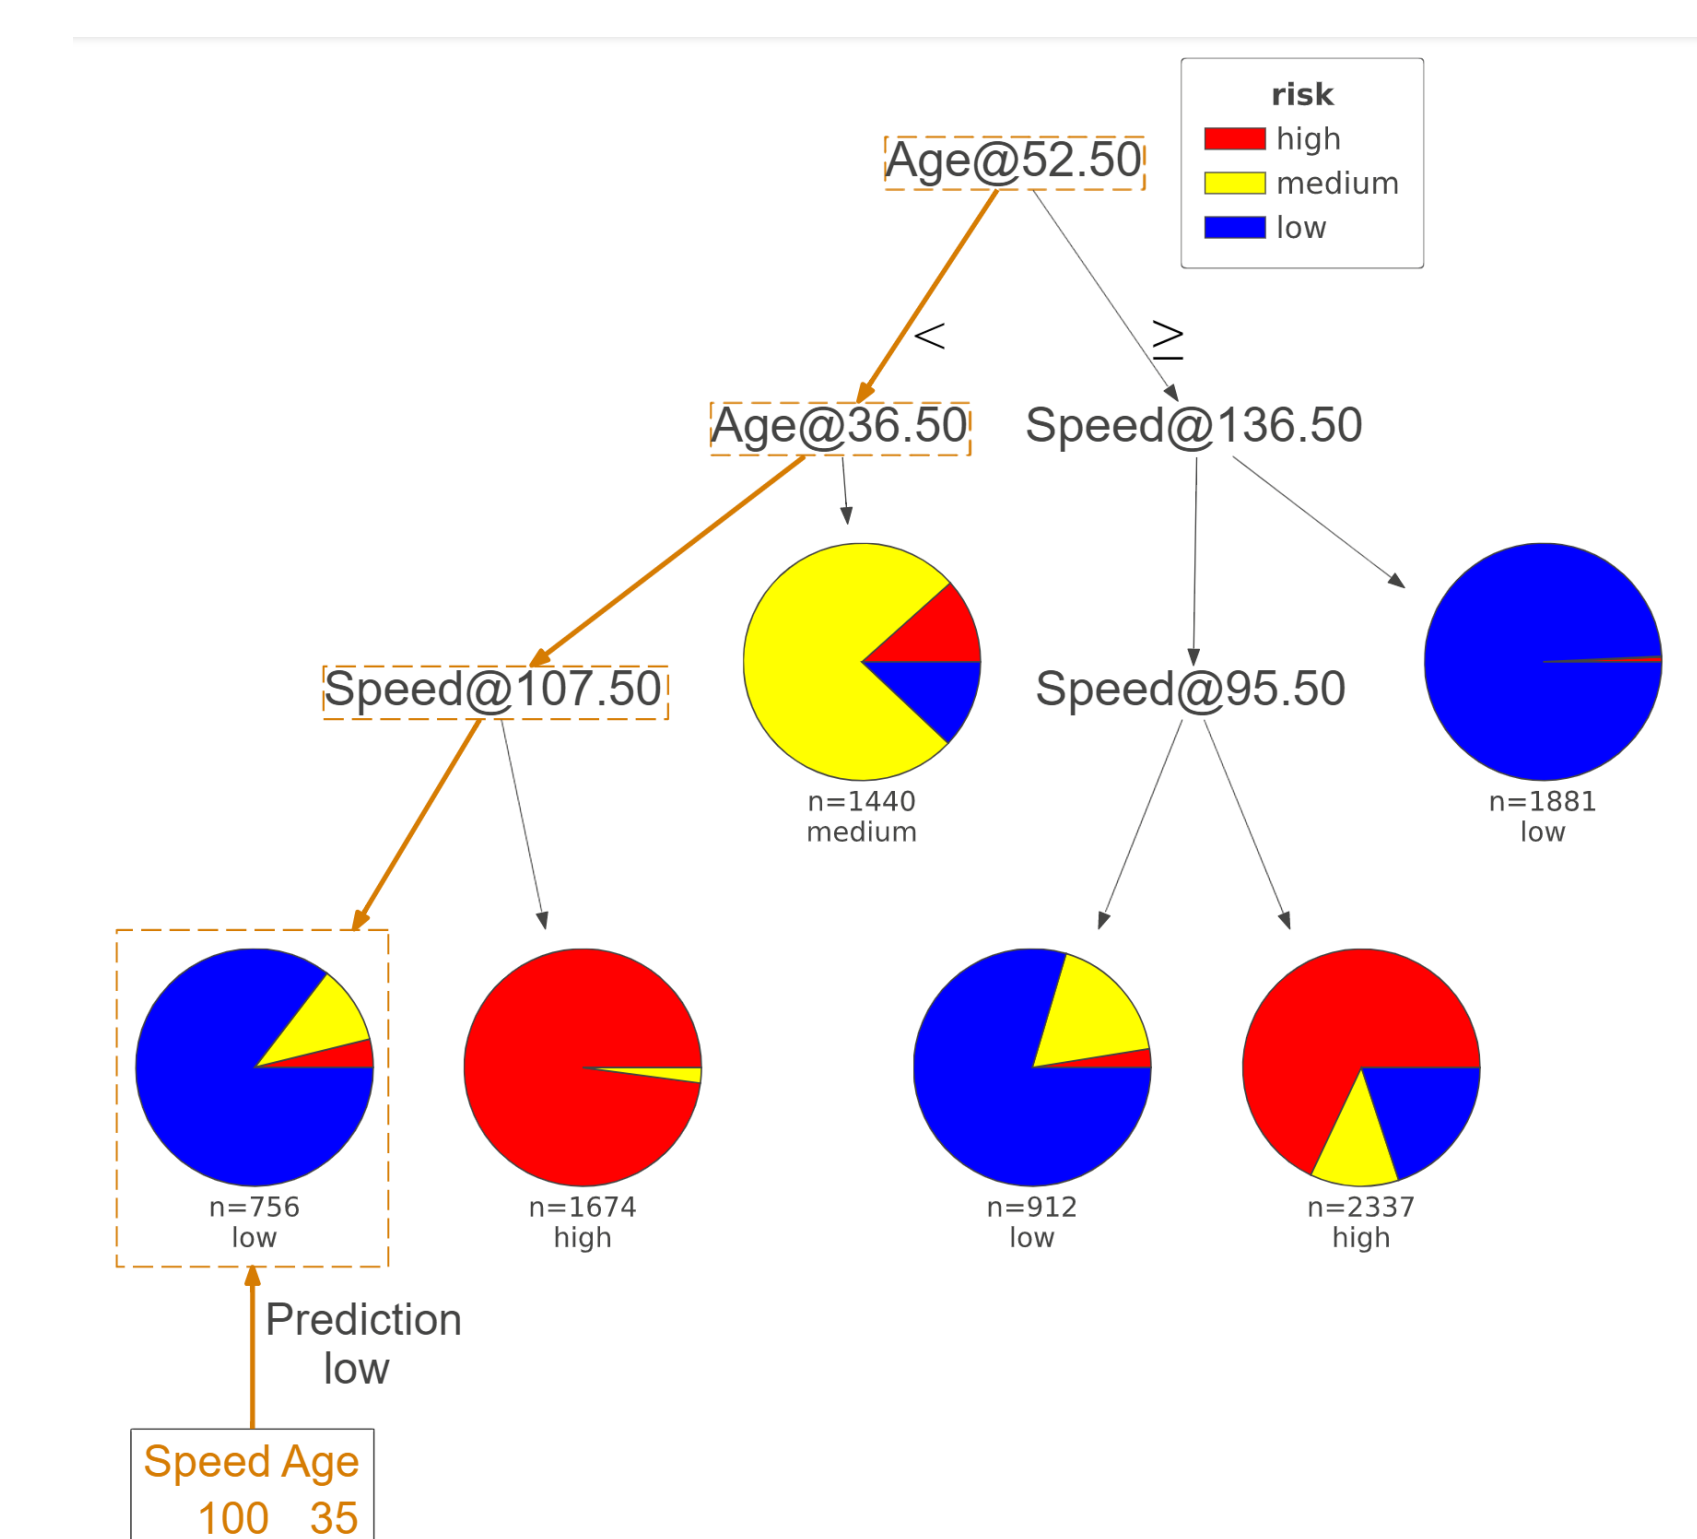 risk
high
medium
low
Age@52.50
<
≥
Age@36.50
Speed@136.50
Speed@107.50
n=1440
medium
Speed@95.50
n=1881
low
n=756
low
n=1674
high
n=912
low
n=2337
high
Prediction
low
Speed Age
100 35